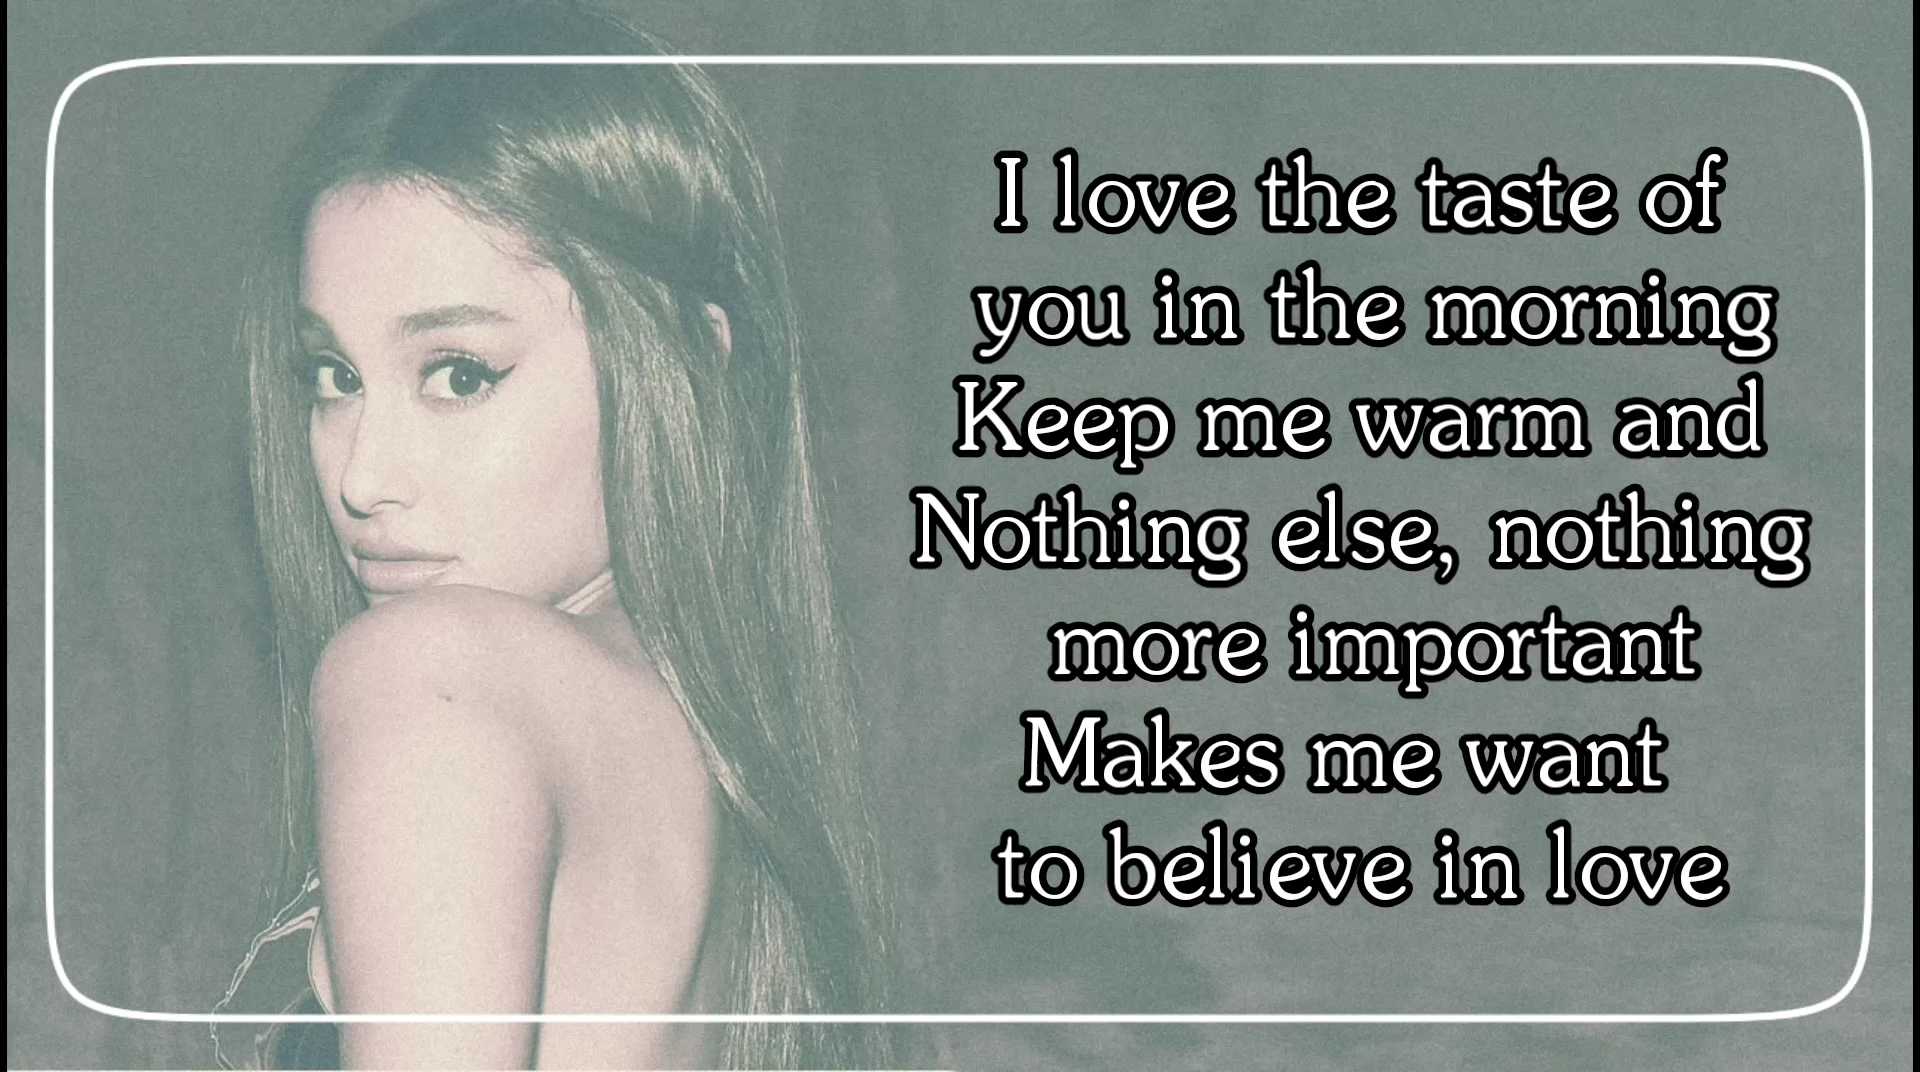 I love the taste of
you in the morning
Keep me warm and
Nothing else, nothing
more important
Makes me want
to believe in love